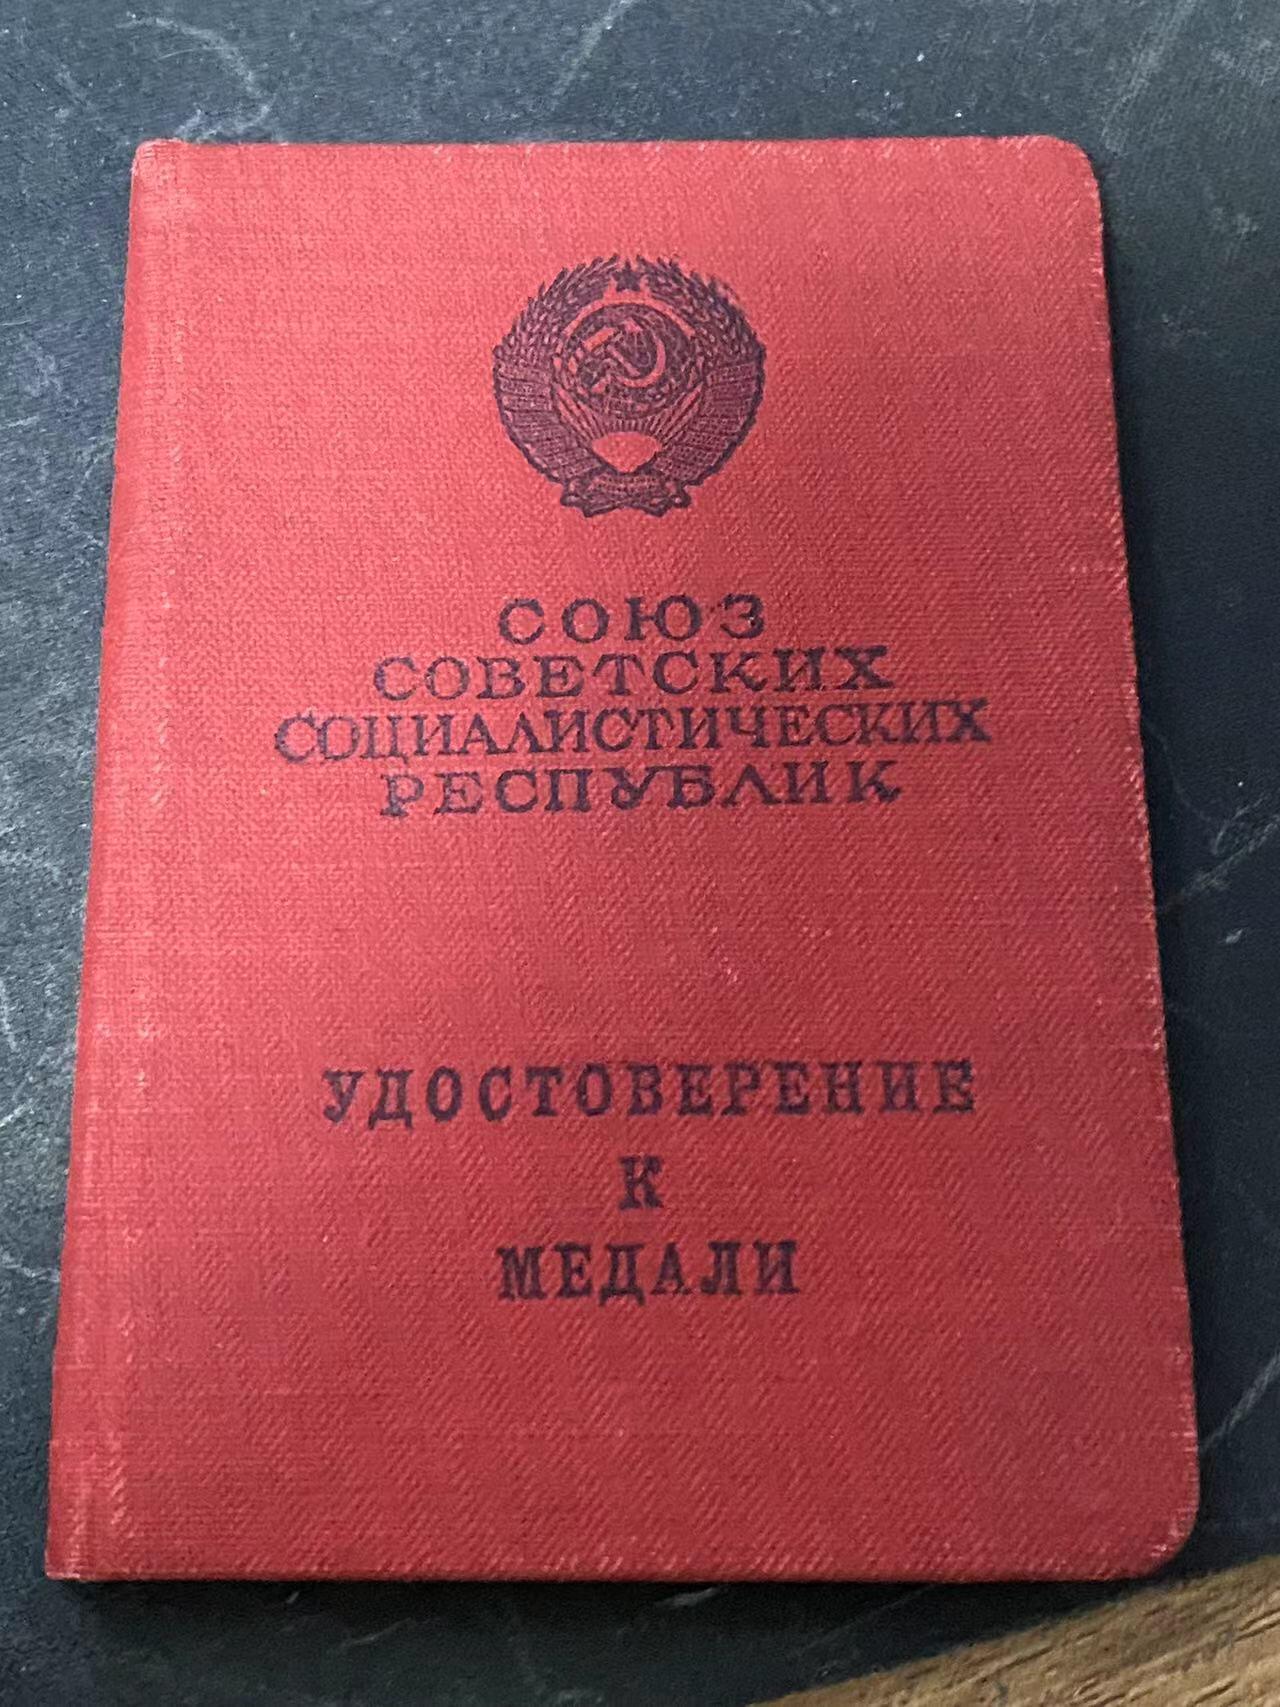 СОЮЗ
СОВЕТСКИХ
СОЦИАЛИСТИЧЕСКИХ
РЕСПУБЛИК
УДОСТОВЕРЕНИЕ
К
МЕДАЛИ